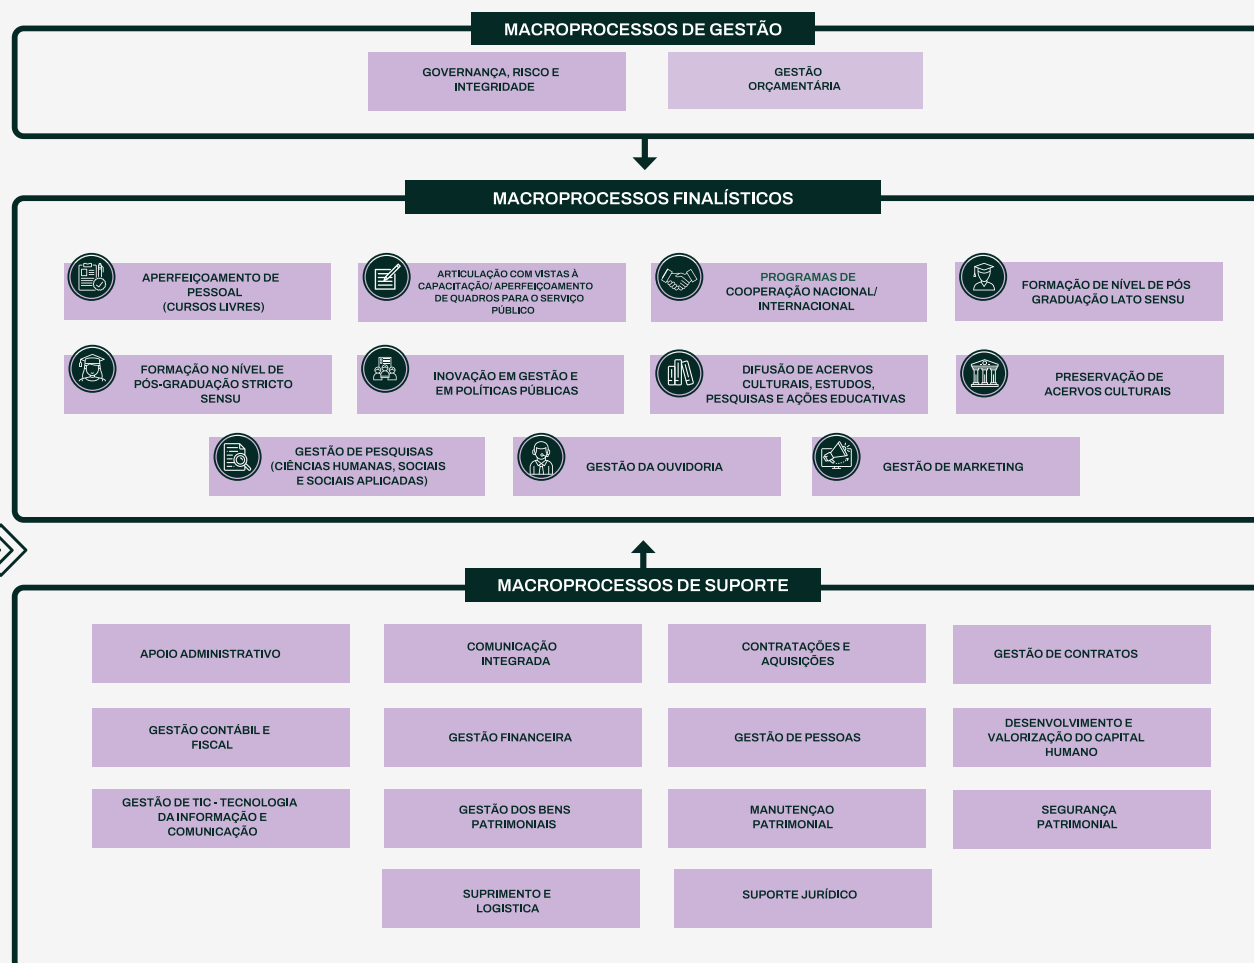 MACROPROCESSOS DE GESTÃO
GOVERNANÇA, RISCO E
INTEGRIDADE
GESTÃO
ORÇAMENTÁRIA
MACROPROCESSOS FINALÍSTICOS
APERFEIÇOAMENTO DE
PESSOAL
(CURSOS LIVRES)
ARTICULAÇÃO COM VISTAS À
CAPACITAÇÃO/ APERFEIÇOAMENTO
DE QUADROS PARA O SERVIÇO
PÚBLICO
PROGRAMAS DE
COOPERAÇÃO NACIONAL/
INTERNACIONAL
FORMAÇÃO DE NÍVEL DE PÓS
GRADUAÇÃO LATO SENSU
FORMAÇÃO NO NÍVEL DE
PÓS-GRADUAÇÃO STRICTO
SENSU
INOVAÇÃO EM GESTÃO E
EM POLÍTICAS PÚBLICAS
DIFUSÃO DE ACERVOS
CULTURAIS, ESTUDOS,
PESQUISAS E AÇÕES EDUCATIVAS
PRESERVAÇÃO DE
ACERVOS CULTURAIS
GESTÃO DE PESQUISAS
(CIÊNCIAS HUMANAS, SOCIAIS
E SOCIAIS APLICADAS)
GESTÃO DA OUVIDORIA
GESTÃO DE MARKETING
MACROPROCESSOS DE SUPORTE
APOIO ADMINISTRATIVO
COMUNICAÇÃO
INTEGRADA
CONTRATAÇÕES E
AQUISIÇÕES
GESTÃO DE CONTRATOS
GESTÃO CONTÁBIL E
FISCAL
GESTÃO FINANCEIRA
GESTÃO DE PESSOAS
DESENVOLVIMENTO E
VALORIZAÇÃO DO CAPITAL
HUMANO
GESTÃO DE TIC - TECNOLOGIA
DA INFORMAÇÃO E
COMUNICAÇÃO
GESTÃO DOS BENS
PATRIMONIAIS
MANUTENÇAO
PATRIMONIAL
SEGURANÇA
PATRIMONIAL
SUPRIMENTO E
LOGISTICA
SUPORTE JURÍDICO